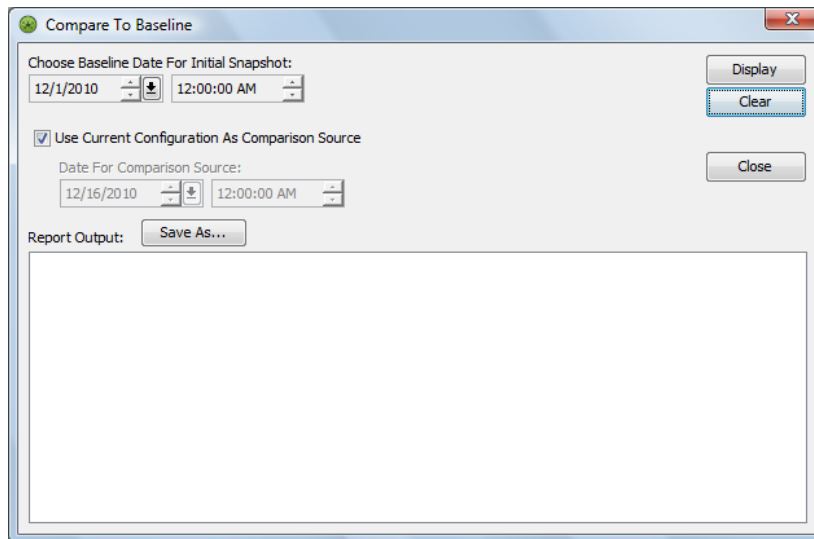 Compare To Baseline
Choose Baseline Date For Initial Snapshot:
12/1/2010 12:00:00 AM
Display
Clear
Use Current Configuration As Comparison Source
Date For Comparison Source:
12/16/2010 12:00:00 AM
Close
Report Output: Save As...